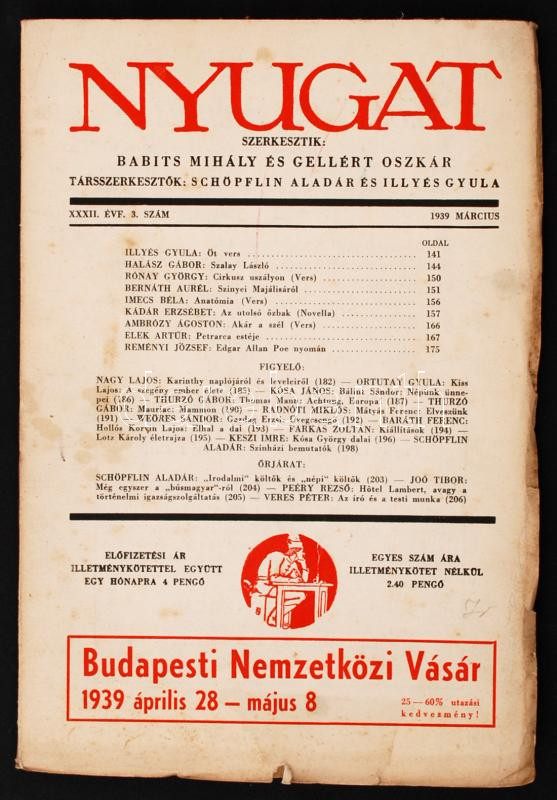 NYUGAT
SZERKESZTIK:
BABITS MIHÁLY ÉS GELLÉRT OSZKÁR
TÁRSSZERKESZTŐK: SCHÖPFLIN ALADÁR ÉS ILLYÉS GYULA
XXXII. ÉVF. 3. SZÁM 1939 MÁRCIUS
OLDAL
ILLYÉS GYULA: Öt vers 141
HALÁSZ GÁBOR: Szalay László 144
RÓNAY GYÖRGY: Cirkusz uszályon (Vers) 150
BERNÁTH AURÉL: Szinyei Majálisáról 151
IMECS BÉLA: Anatómia (Vers) 156
KÁDÁR ERZSÉBET: Az utolsó őzbak (Novella) 157
AMBRÓZY ÁGOSTON: Akár a szél (Vers) 166
ELEK ARTÚR: Petrarca estéje 167
REMÉNYI JÓZSEF: Edgar Allan Poe nyomán 175
FIGYELŐ:
NAGY LAJOS: Karinthy naplójáról és leveleiről (182) — ORTUTAY GYULA: Kiss
Lajos: A szegény ember élete (185) — KÓSA JÁNOS: Bálint Sándor: Népünk ünne-
pei (186) — THURZÓ GÁBOR: Thomas Mann: Achtung, Europa! (187) — THURZÓ
GÁBOR: Mauriac: Mammon (190) — RADNÓTI MIKLÓS: Mátyás Ferenc: Elveszünk
(191) — WEÖRES SÁNDOR: Gazdag Erzsi: Üvegcsengő (192) — BARÁTH FERENC:
Hollós Korvin Lajos: Elhal a dal (193) — FARKAS ZOLTÁN: Kiállítások (194) —
Lotz Károly életrajza (195) — KESZI IMRE: Kósa György dalai (196) — SCHÖPFLIN
ALADÁR: Színházi bemutatók (198)
ŐRJÁRAT:
SCHÖPFLIN ALADÁR: „Irodalmi" költők és „népi" költők (203) — JOÓ TIBOR:
Még egyszer a „búsmagyar"-ról (204) — PEÉRY REZSŐ: Hôtel Lambert, avagy a
történelmi igazságszolgáltatás (205) — VERES PÉTER: Az író és a testi munka (206)
ELŐFIZETÉSI ÁR
ILLETMÉNYKÖTETTEL EGYÜTT
EGY HÓNAPRA 4 PENGŐ
EGYES SZÁM ÁRA
ILLETMÉNYKÖTET NÉLKÜL
2.40 PENGŐ
Budapesti Nemzetközi Vásár
1939 április 28 — május 8
25—60% utazási
kedvezmény!